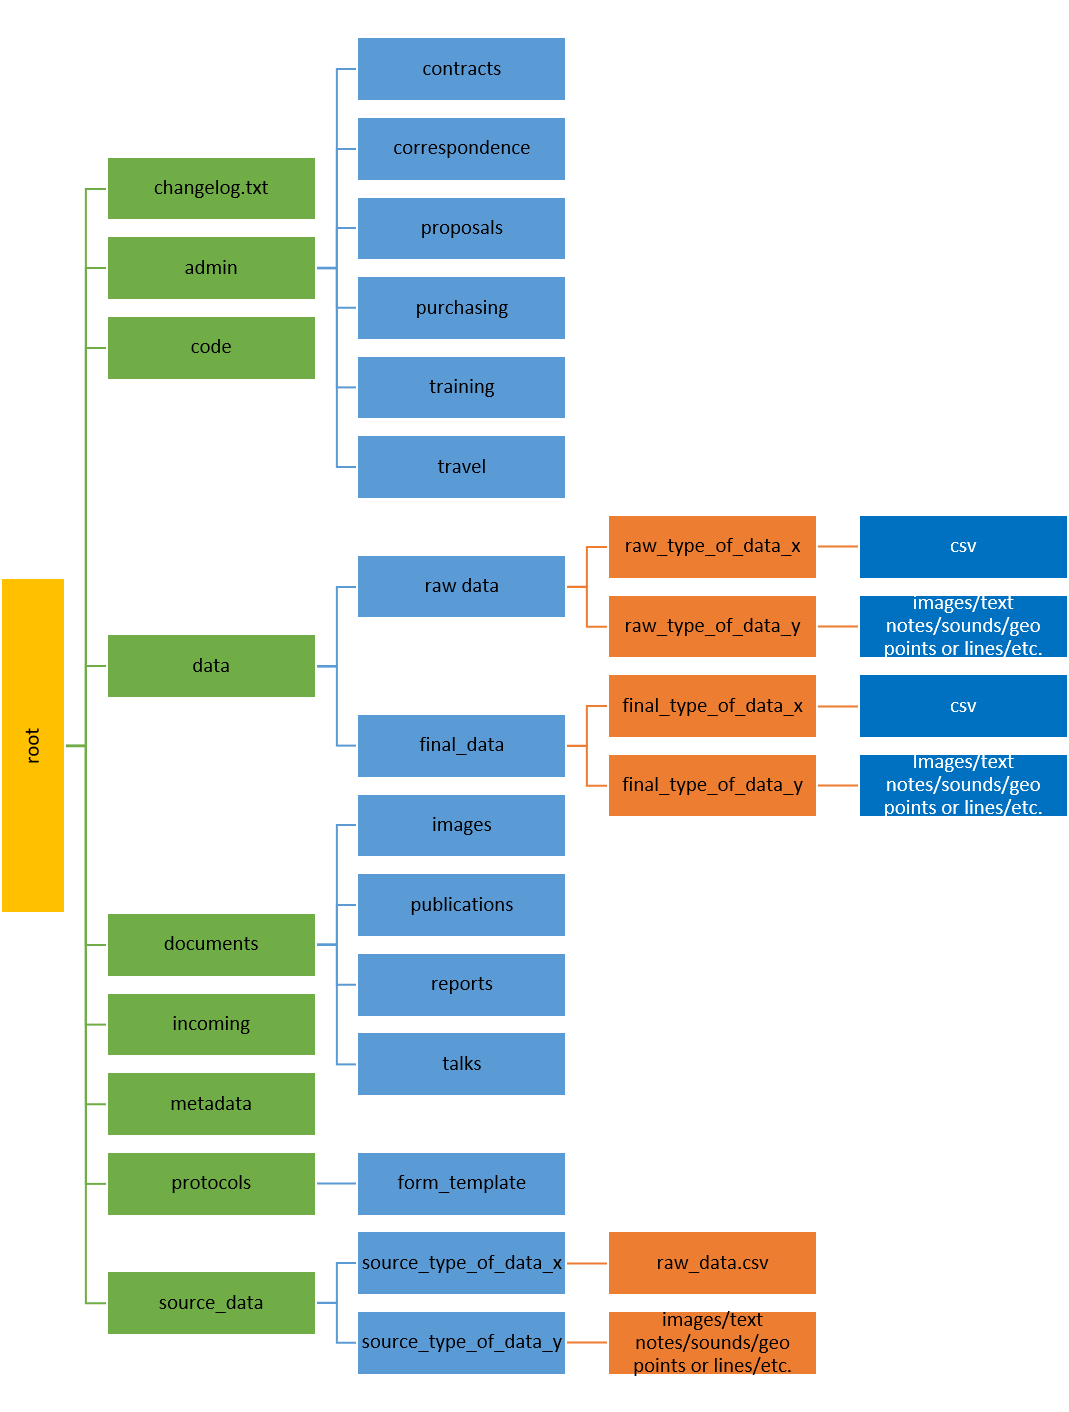 root
changelog.txt
admin
contracts
correspondence
proposals
purchasing
training
travel
code
data
raw data
raw_type_of_data_x
csv
raw_type_of_data_y
images/text
notes/sounds/geo
points or lines/etc.
final_data
final_type_of_data_x
csv
final_type_of_data_y
Images/text
notes/sounds/geo
points or lines/etc.
documents
images
publications
reports
talks
incoming
metadata
protocols
form_template
source_data
source_type_of_data_x
raw_data.csv
source_type_of_data_y
images/text
notes/sounds/geo
points or lines/etc.